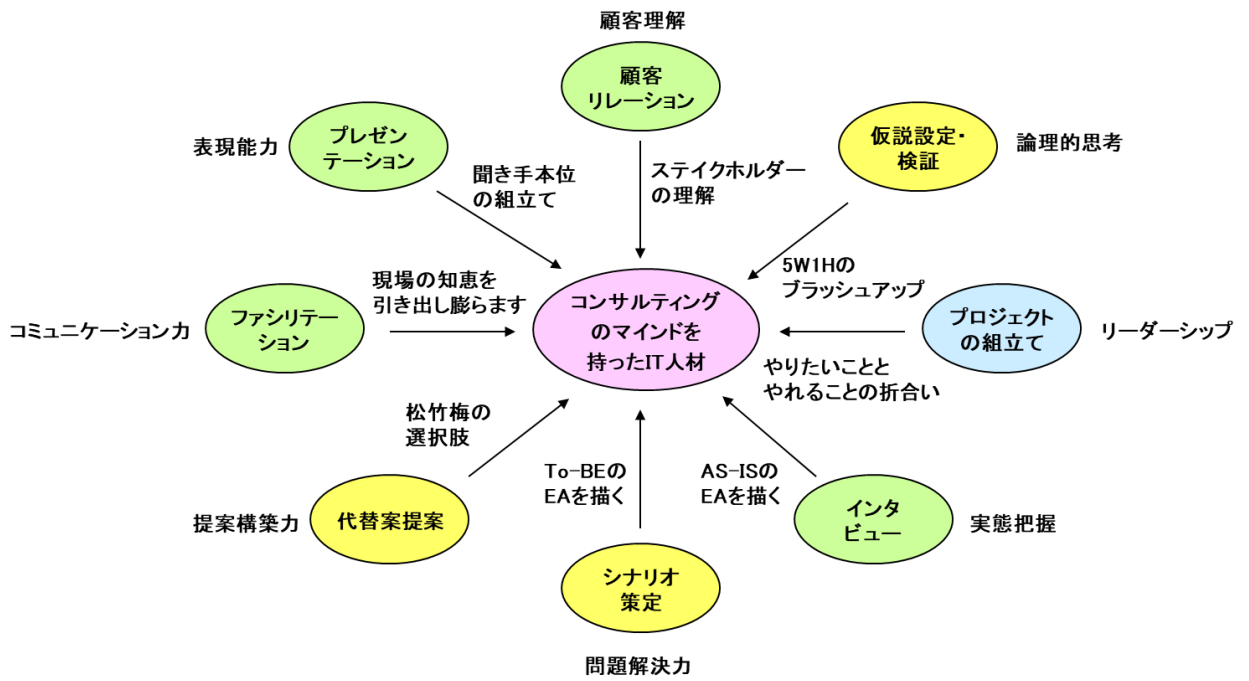 顧客理解
顧客
リレーション
表現能力
プレゼン
テーション
仮説設定・
検証
論理的思考
聞き手本位
の組立て
ステイクホルダー
の理解
5W1Hの
ブラッシュアップ
コミュニケーション力
ファシリテー
ション
現場の知恵を
引き出し膨らます
コンサルティング
のマインドを
持ったIT人材
プロジェクト
の組立て
リーダーシップ
やりたいことと
やれることの折合い
松竹梅の
選択肢
To-BEの
EAを描く
AS-ISの
EAを描く
提案構築力
代替案提案
シナリオ
策定
インタ
ビュー
実態把握
問題解決力